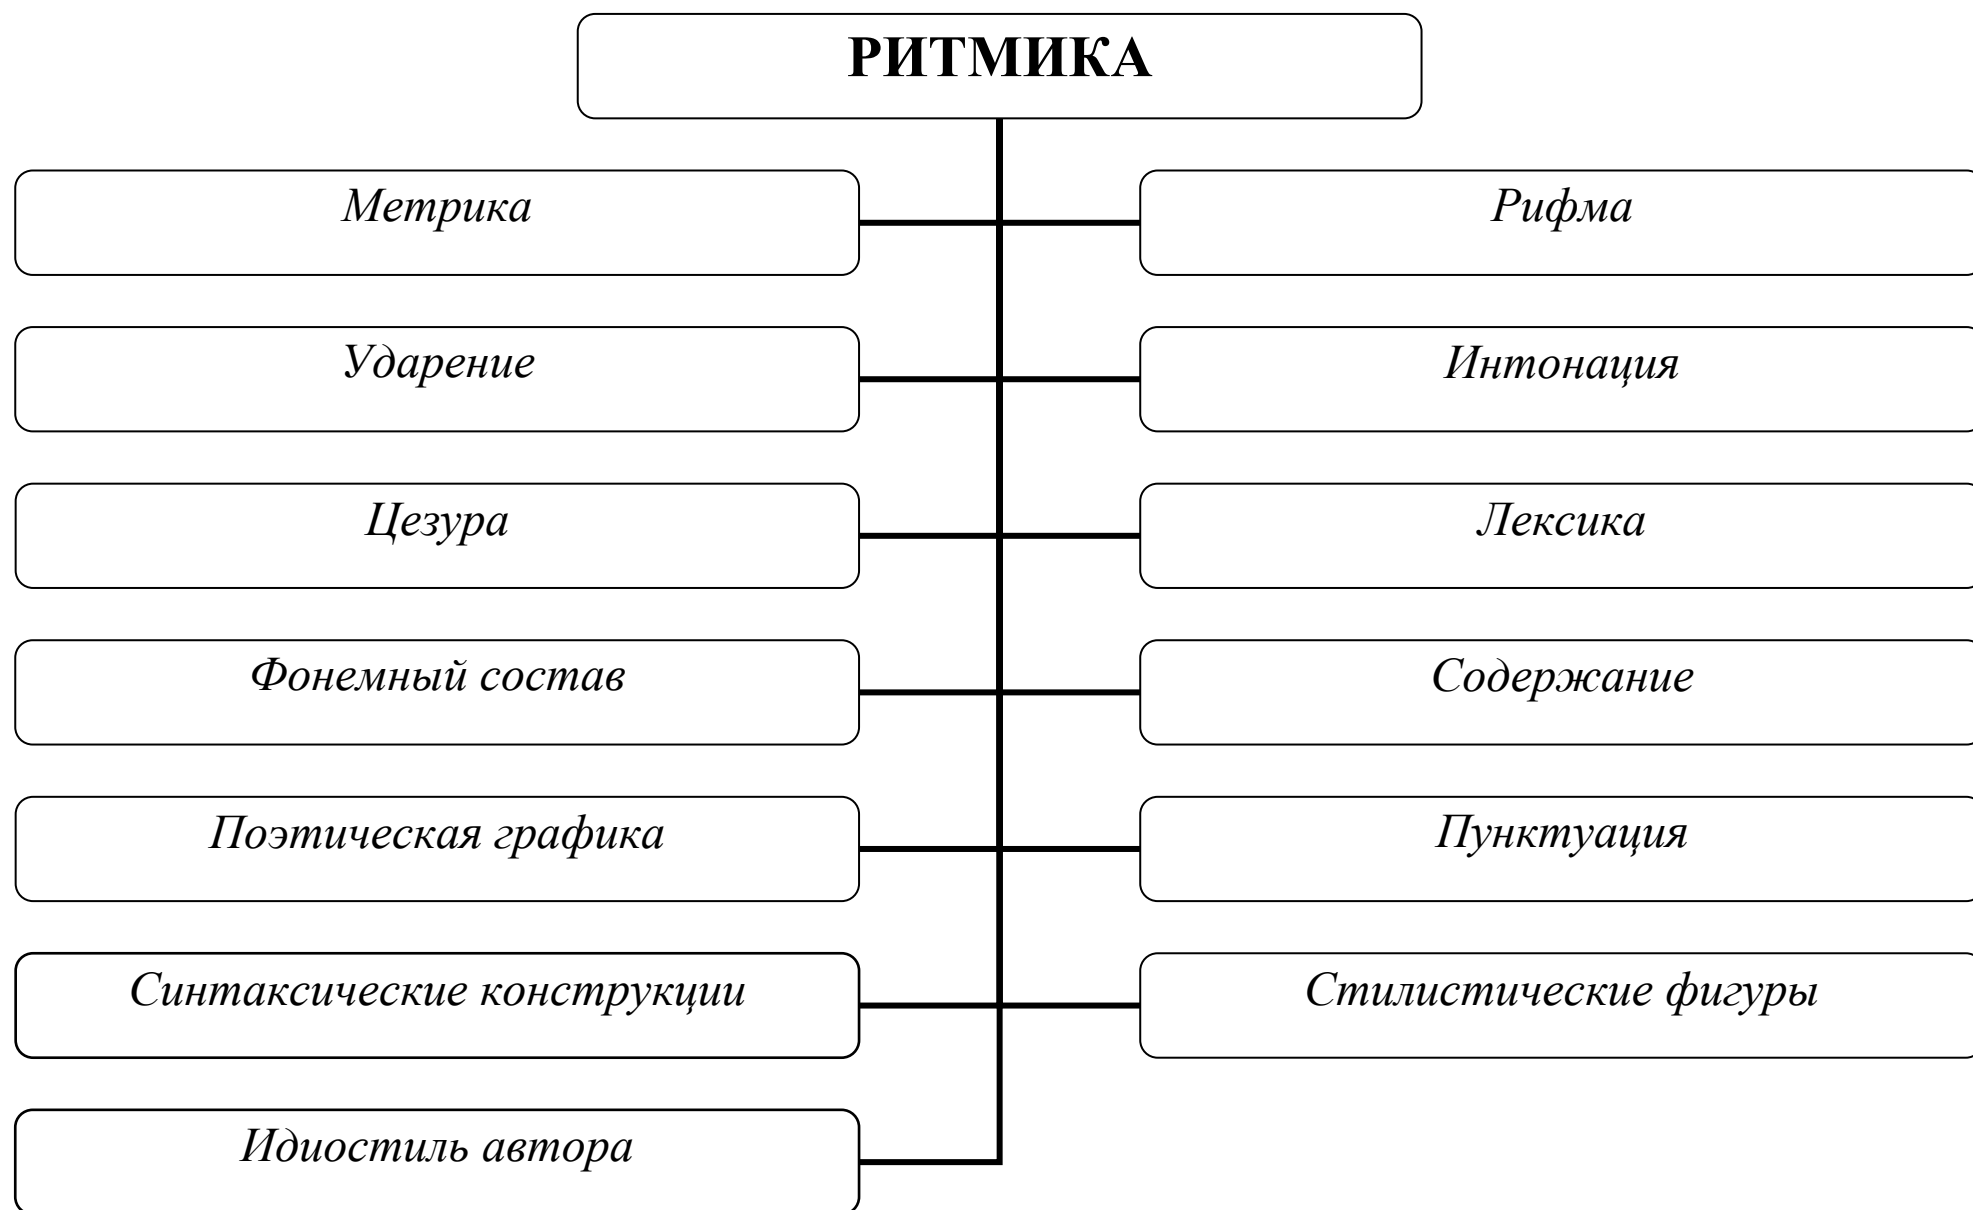 РИТМИКА
Метрика
Рифма
Ударение
Интонация
Цезура
Лексика
Фонемный состав
Содержание
Поэтическая графика
Пунктуация
Синтаксические конструкции
Стилистические фигуры
Идиостиль автора